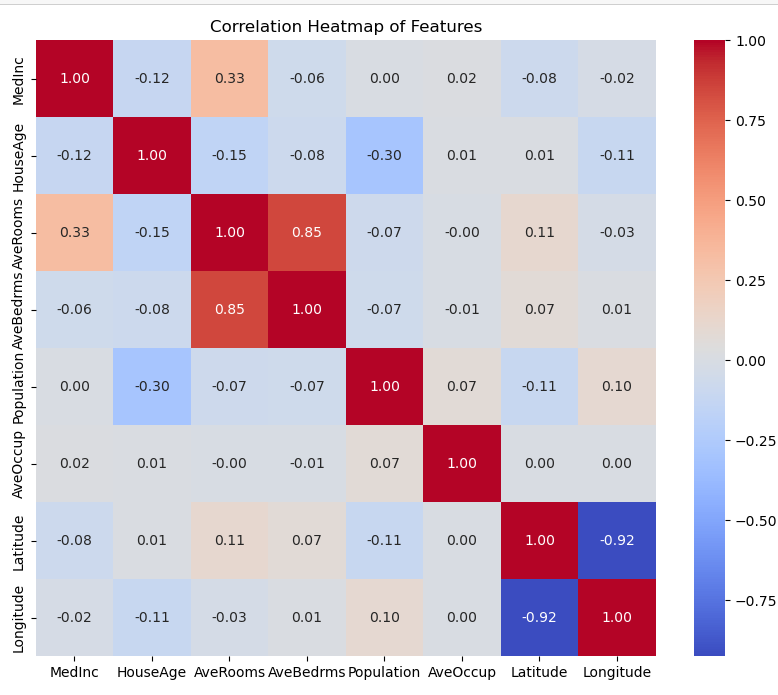 Correlation Heatmap of Features
MedInc 1.00 -0.12 0.33 -0.06 0.00 0.02 -0.08 -0.02
HouseAge -0.12 1.00 -0.15 -0.08 -0.30 0.01 0.01 -0.11
AveRooms 0.33 -0.15 1.00 0.85 -0.07 -0.00 0.11 -0.03
AveBedrms -0.06 -0.08 0.85 1.00 -0.07 -0.01 0.07 0.01
Population 0.00 -0.30 -0.07 -0.07 1.00 0.07 -0.11 0.10
AveOccup 0.02 0.01 -0.00 -0.01 0.07 1.00 0.00 0.00
Latitude -0.08 0.01 0.11 0.07 -0.11 0.00 1.00 -0.92
Longitude -0.02 -0.11 -0.03 0.01 0.10 0.00 -0.92 1.00
MedInc HouseAge AveRooms AveBedrms Population AveOccup Latitude Longitude
1.00
0.75
0.50
0.25
0.00
−0.25
−0.50
−0.75